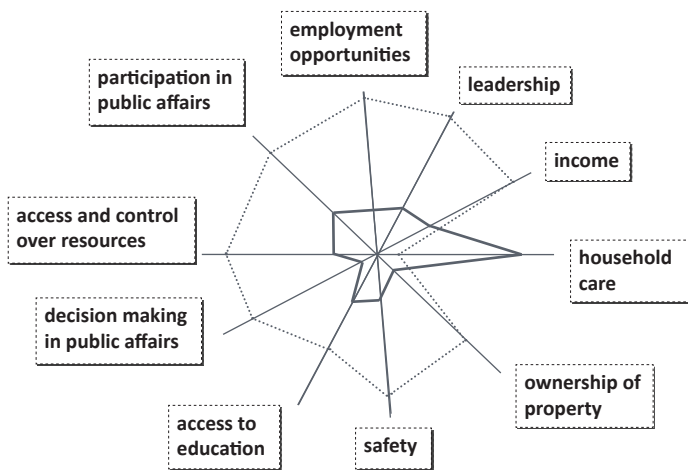 employment
opportunities
leadership
participation in
public affairs
income
access and control
over resources
household
care
decision making
in public affairs
ownership of
property
access to
education
safety